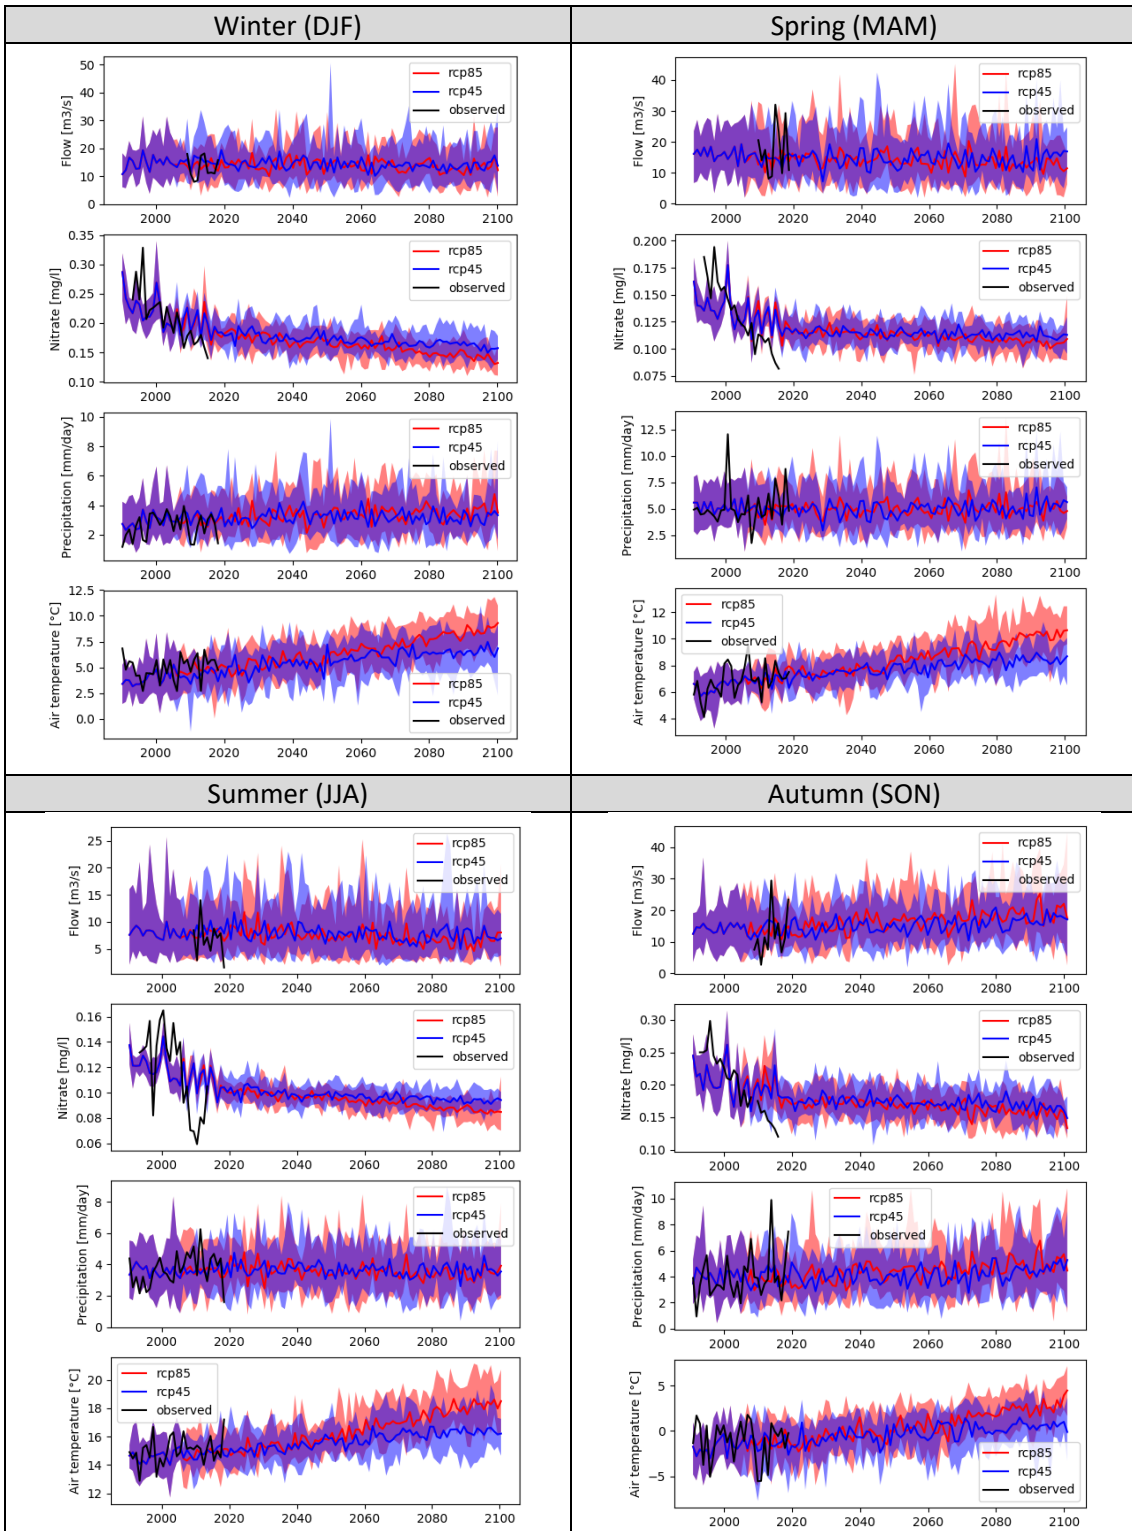 Winter (DJF)
Spring (MAM)
50
40
30
20
10
0
Flow [m3/s]
rcp85
rcp45
observed
2000 2020 2040 2060 2080 2100
40
30
20
10
0
Flow [m3/s]
rcp85
rcp45
observed
2000 2020 2040 2060 2080 2100
0.35
0.30
0.25
0.20
0.15
0.10
Nitrate [mg/l]
rcp85
rcp45
observed
2000 2020 2040 2060 2080 2100
0.200
0.175
0.150
0.125
0.100
0.075
Nitrate [mg/l]
rcp85
rcp45
observed
2000 2020 2040 2060 2080 2100
10
8
6
4
2
Precipitation [mm/day]
rcp85
rcp45
observed
2000 2020 2040 2060 2080 2100
12.5
10.0
7.5
5.0
2.5
Precipitation [mm/day]
rcp85
rcp45
observed
2000 2020 2040 2060 2080 2100
12.5
10.0
7.5
5.0
2.5
0.0
Air temperature [°C]
rcp85
rcp45
observed
2000 2020 2040 2060 2080 2100
12
10
8
6
4
Air temperature [°C]
rcp85
rcp45
observed
2000 2020 2040 2060 2080 2100
Summer (JJA)
Autumn (SON)
25
20
15
10
5
Flow [m3/s]
rcp85
rcp45
observed
2000 2020 2040 2060 2080 2100
40
30
20
10
0
Flow [m3/s]
rcp85
rcp45
observed
2000 2020 2040 2060 2080 2100
0.16
0.14
0.12
0.10
0.08
0.06
Nitrate [mg/l]
rcp85
rcp45
observed
2000 2020 2040 2060 2080 2100
0.30
0.25
0.20
0.15
0.10
Nitrate [mg/l]
rcp85
rcp45
observed
2000 2020 2040 2060 2080 2100
8
6
4
2
0
Precipitation [mm/day]
rcp85
rcp45
observed
2000 2020 2040 2060 2080 2100
10
8
6
4
2
0
Precipitation [mm/day]
rcp85
rcp45
observed
2000 2020 2040 2060 2080 2100
20
18
16
14
12
Air temperature [°C]
rcp85
rcp45
observed
2000 2020 2040 2060 2080 2100
5
0
−5
Air temperature [°C]
rcp85
rcp45
observed
2000 2020 2040 2060 2080 2100